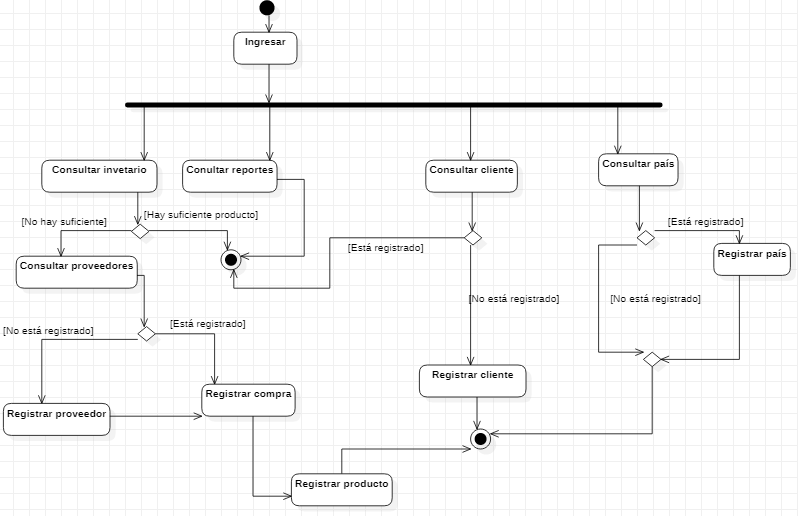 Ingresar
Consultar invetario
Conultar reportes
Consultar cliente
Consultar país
[No hay suficiente]
[Hay suficiente producto]
[Está registrado]
[Está registrado]
Consultar proveedores
Registrar país
[No está registrado]
[No está registrado]
[No está registrado]
[Está registrado]
Registrar cliente
Registrar proveedor
Registrar compra
Registrar producto